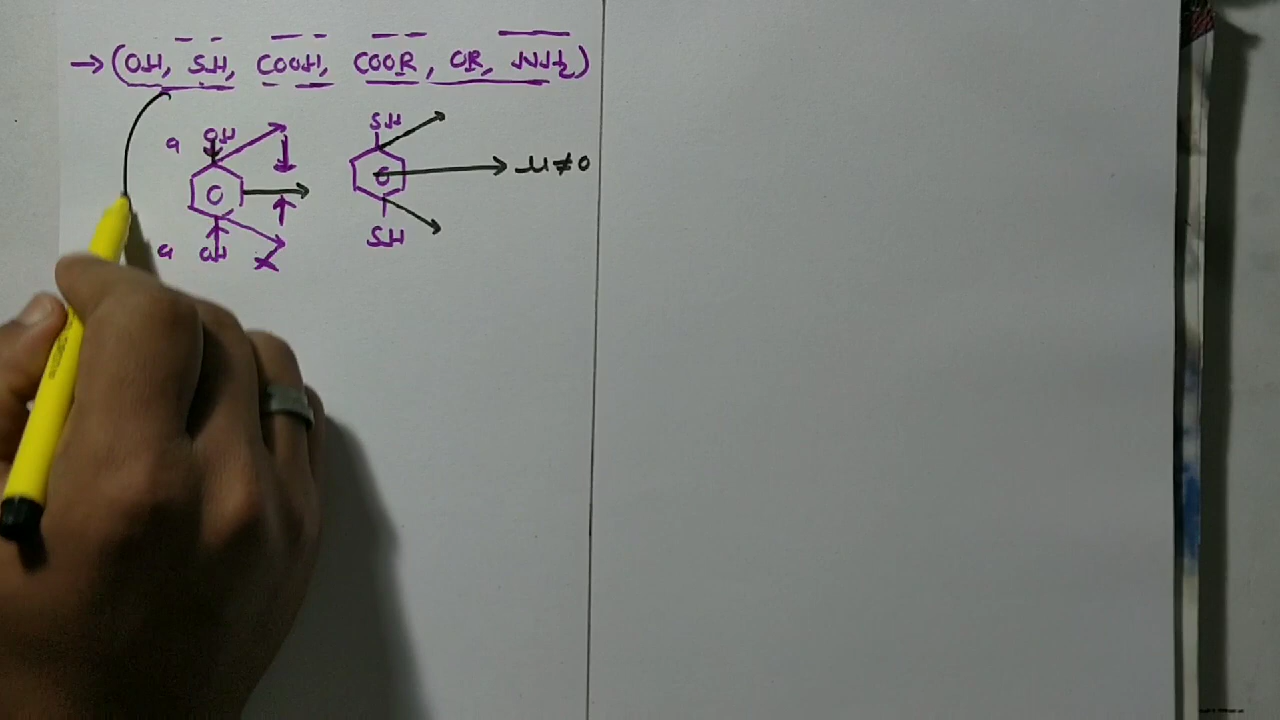 → (OH, SH, COOH, COOR, OR, NH₂)
a OH SH
μ ≠ 0
a OH x SH